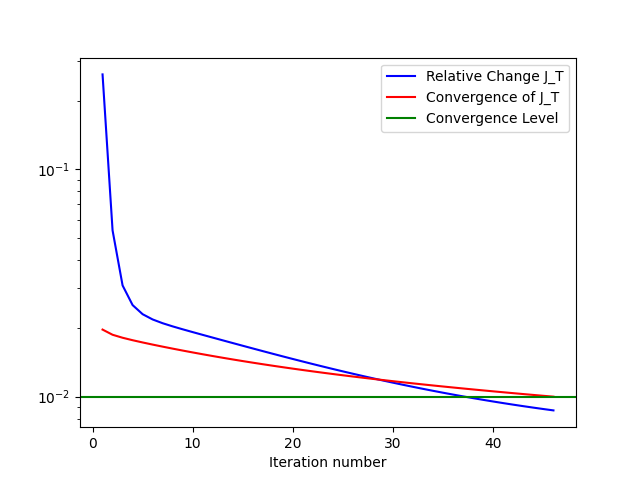 Relative Change J_T
Convergence of J_T
Convergence Level
10⁻¹
10⁻²
0 10 20 30 40
Iteration number